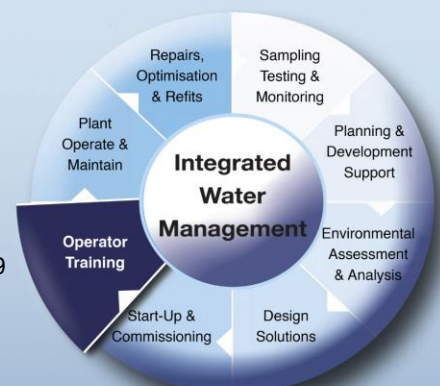 Repairs,
Optimisation
& Refits
Sampling
Testing &
Monitoring
Planning &
Development
Support
Environmental
Assessment
& Analysis
Design
Solutions
Start-Up &
Commissioning
Operator
Training
Plant
Operate &
Maintain
Integrated
Water
Management
9